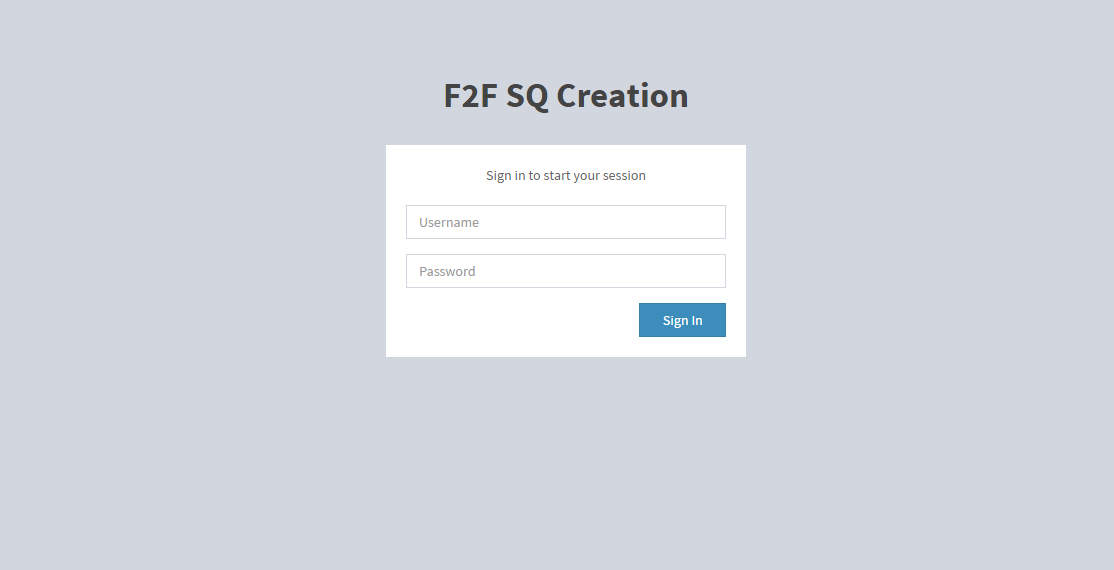 F2F SQ Creation
Sign in to start your session
Username
Password
Sign In